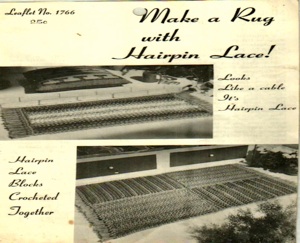 Leaflet No. 1766
25¢
Make a Rug
with
Hairpin Lace!
Looks
Like a cable
It's
Hairpin Lace
Hairpin
Lace
Blocks
Crocheted
Together